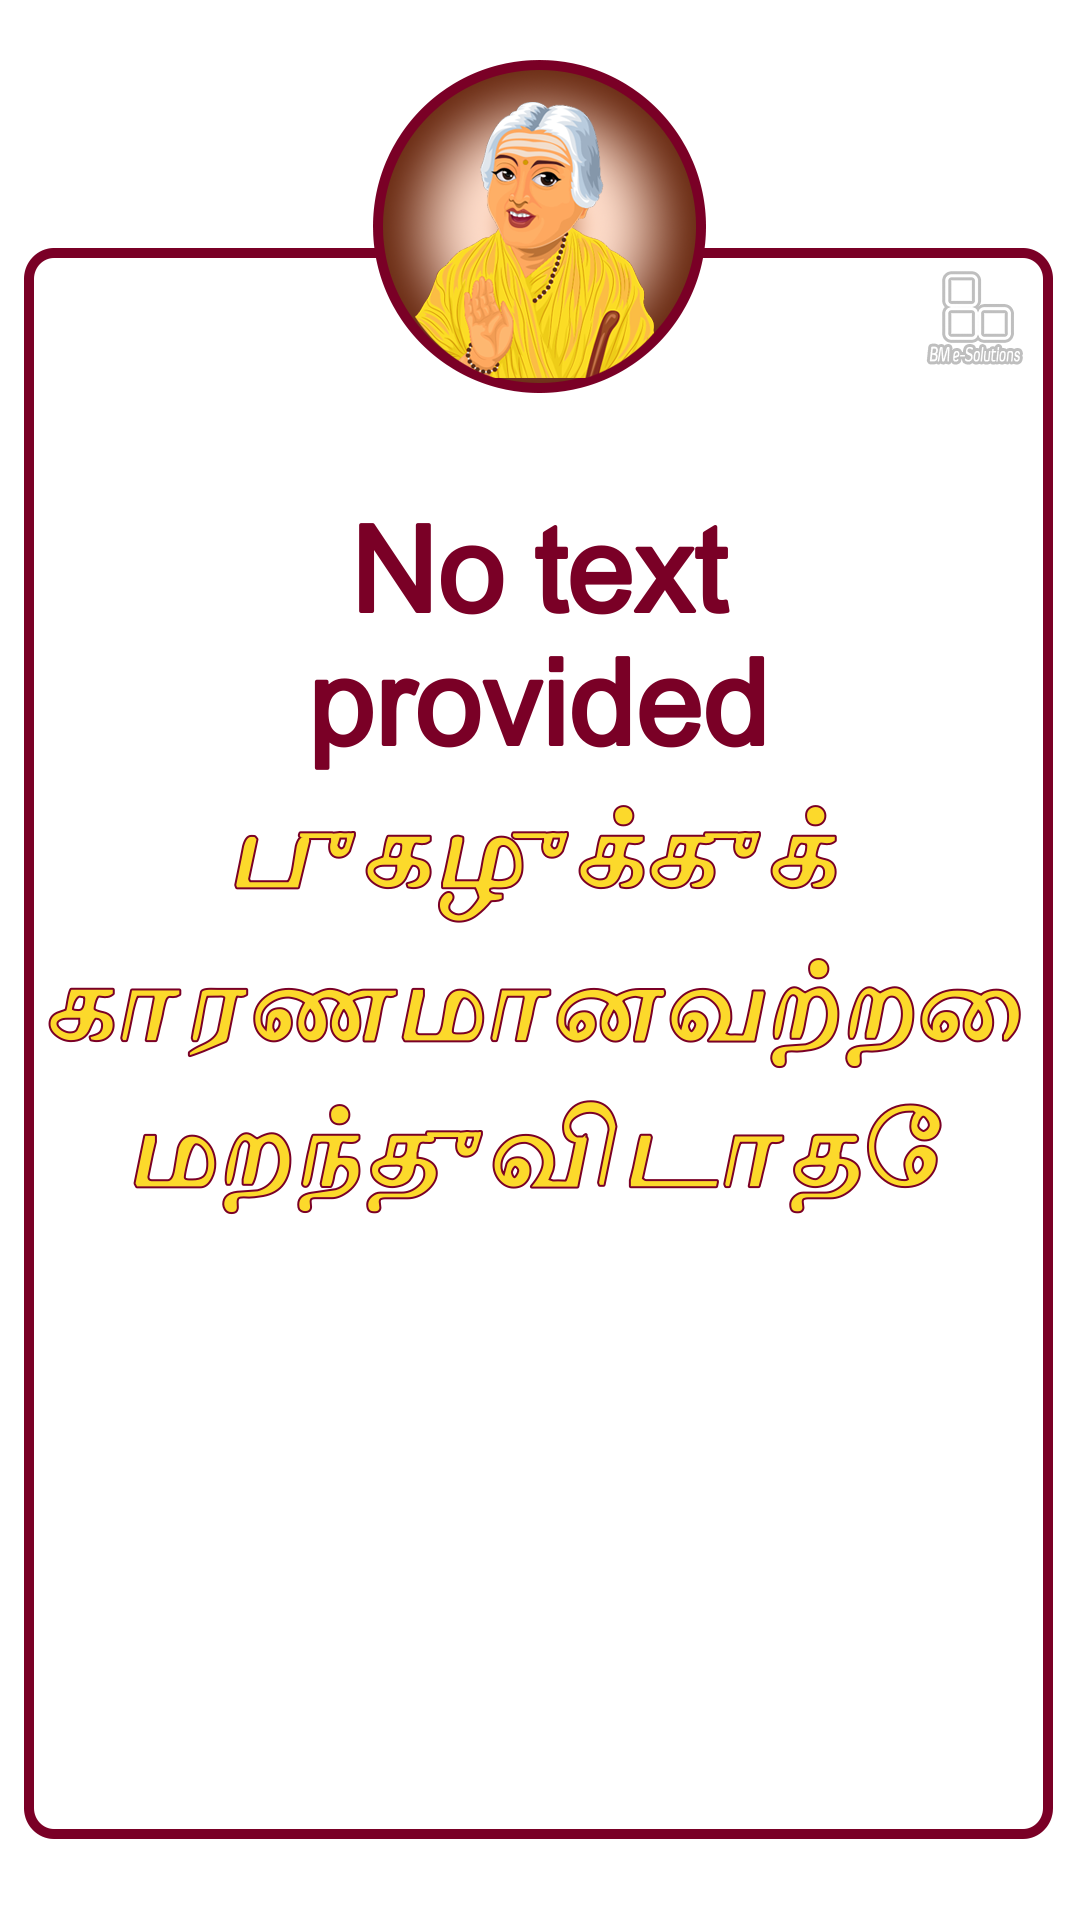 BM e-Solutions
No text
provided
புகழுக்குக்
காரணமானவற்றை
மறந்துவிடாதே